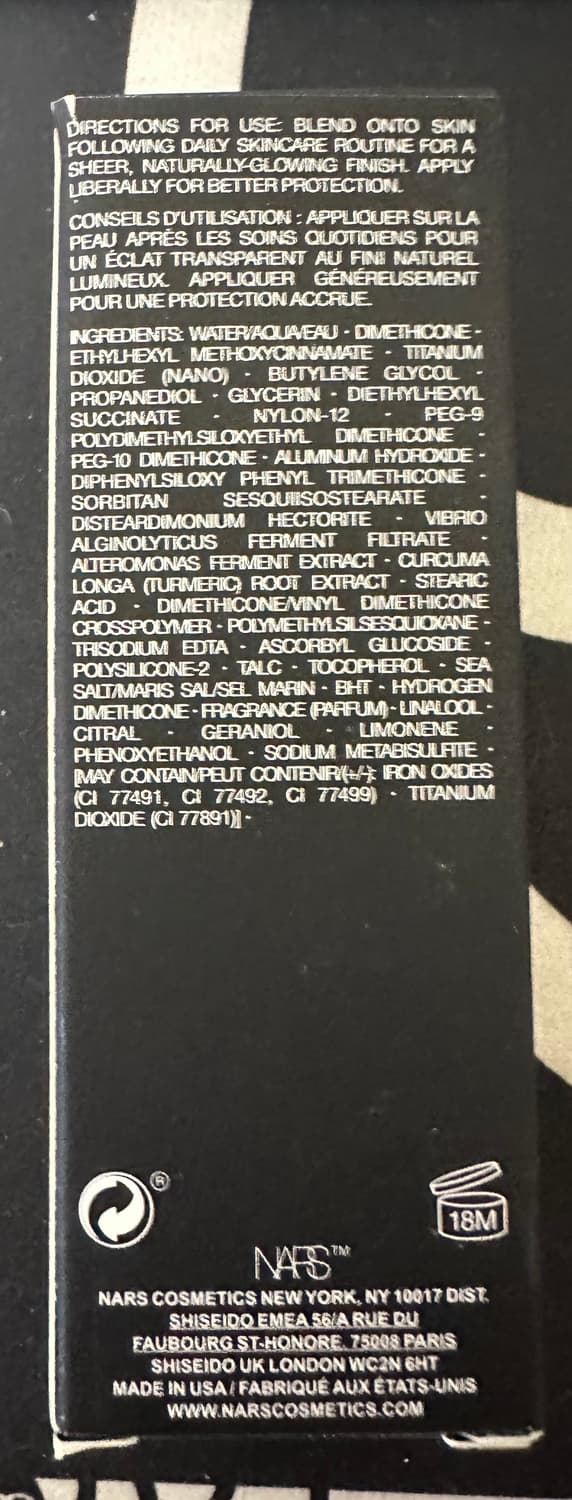 DIRECTIONS FOR USE: BLEND ONTO SKIN
FOLLOWING DAILY SKINCARE ROUTINE FOR A
SHEER, NATURALLY-GLOWING FINISH. APPLY
LIBERALLY FOR BETTER PROTECTION.
CONSEILS D'UTILISATION : APPLIQUER SUR LA
PEAU APRÈS LES SOINS QUOTIDIENS POUR
UN ÉCLAT TRANSPARENT AU FINI NATUREL
LUMINEUX. APPLIQUER GÉNÉREUSEMENT
POUR UNE PROTECTION ACCRUE.
INGREDIENTS: WATER/AQUA/EAU · DIMETHICONE ·
ETHYLHEXYL METHOXYCINNAMATE · TITANIUM
DIOXIDE (NANO) · BUTYLENE GLYCOL ·
PROPANEDIOL · GLYCERIN · DIETHYLHEXYL
SUCCINATE · NYLON-12 · PEG-9
POLYDIMETHYLSILOXYETHYL DIMETHICONE ·
PEG-10 DIMETHICONE · ALUMINUM HYDROXIDE ·
DIPHENYLSILOXY PHENYL TRIMETHICONE ·
SORBITAN SESQUIISOSTEARATE ·
DISTEARDIMONIUM HECTORITE · VIBRIO
ALGINOLYTICUS FERMENT FILTRATE ·
ALTEROMONAS FERMENT EXTRACT · CURCUMA
LONGA (TURMERIC) ROOT EXTRACT · STEARIC
ACID · DIMETHICONE/VINYL DIMETHICONE
CROSSPOLYMER · POLYMETHYLSILSESQUIOXANE ·
TRISODIUM EDTA · ASCORBYL GLUCOSIDE ·
POLYSILICONE-2 · TALC · TOCOPHEROL · SEA
SALT/MARIS SAL/SEL MARIN · BHT · HYDROGEN
DIMETHICONE · FRAGRANCE (PARFUM) · LINALOOL ·
CITRAL · GERANIOL · LIMONENE ·
PHENOXYETHANOL · SODIUM METABISULFITE ·
[MAY CONTAIN/PEUT CONTENIR/(+/-): IRON OXIDES
(CI 77491, CI 77492, CI 77499) · TITANIUM
DIOXIDE (CI 77891)] ·
®
18M
NARS™
NARS COSMETICS NEW YORK, NY 10017 DIST.
SHISEIDO EMEA 56/A RUE DU
FAUBOURG ST-HONORE, 75008 PARIS
SHISEIDO UK LONDON WC2N 6HT
MADE IN USA / FABRIQUÉ AUX ÉTATS-UNIS
WWW.NARSCOSMETICS.COM